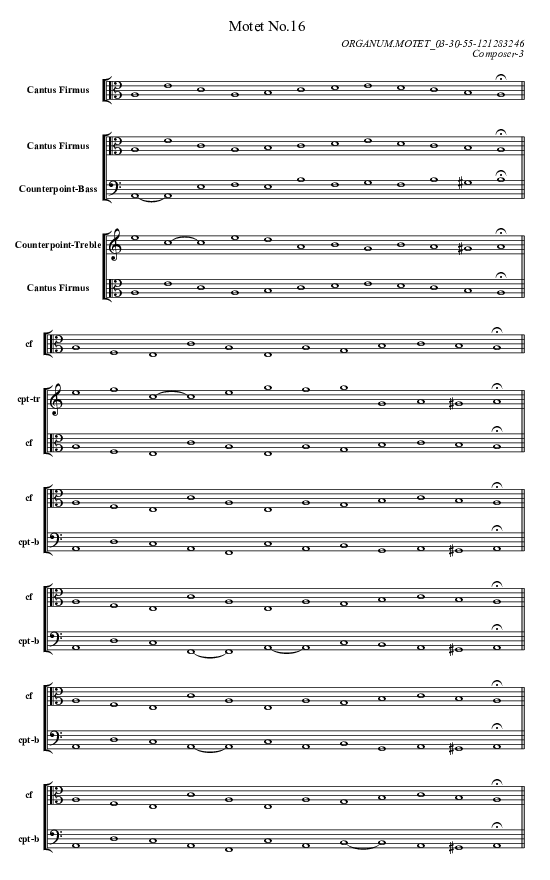 Motet No.16
ORGANUM.MOTET_03-30-55-121283246
Composer-3
Cantus Firmus
Cantus Firmus
Counterpoint-Bass
Counterpoint-Treble
Cantus Firmus
cf
cpt-tr
cf
cf
cpt-b
cf
cpt-b
cf
cpt-b
cf
cpt-b